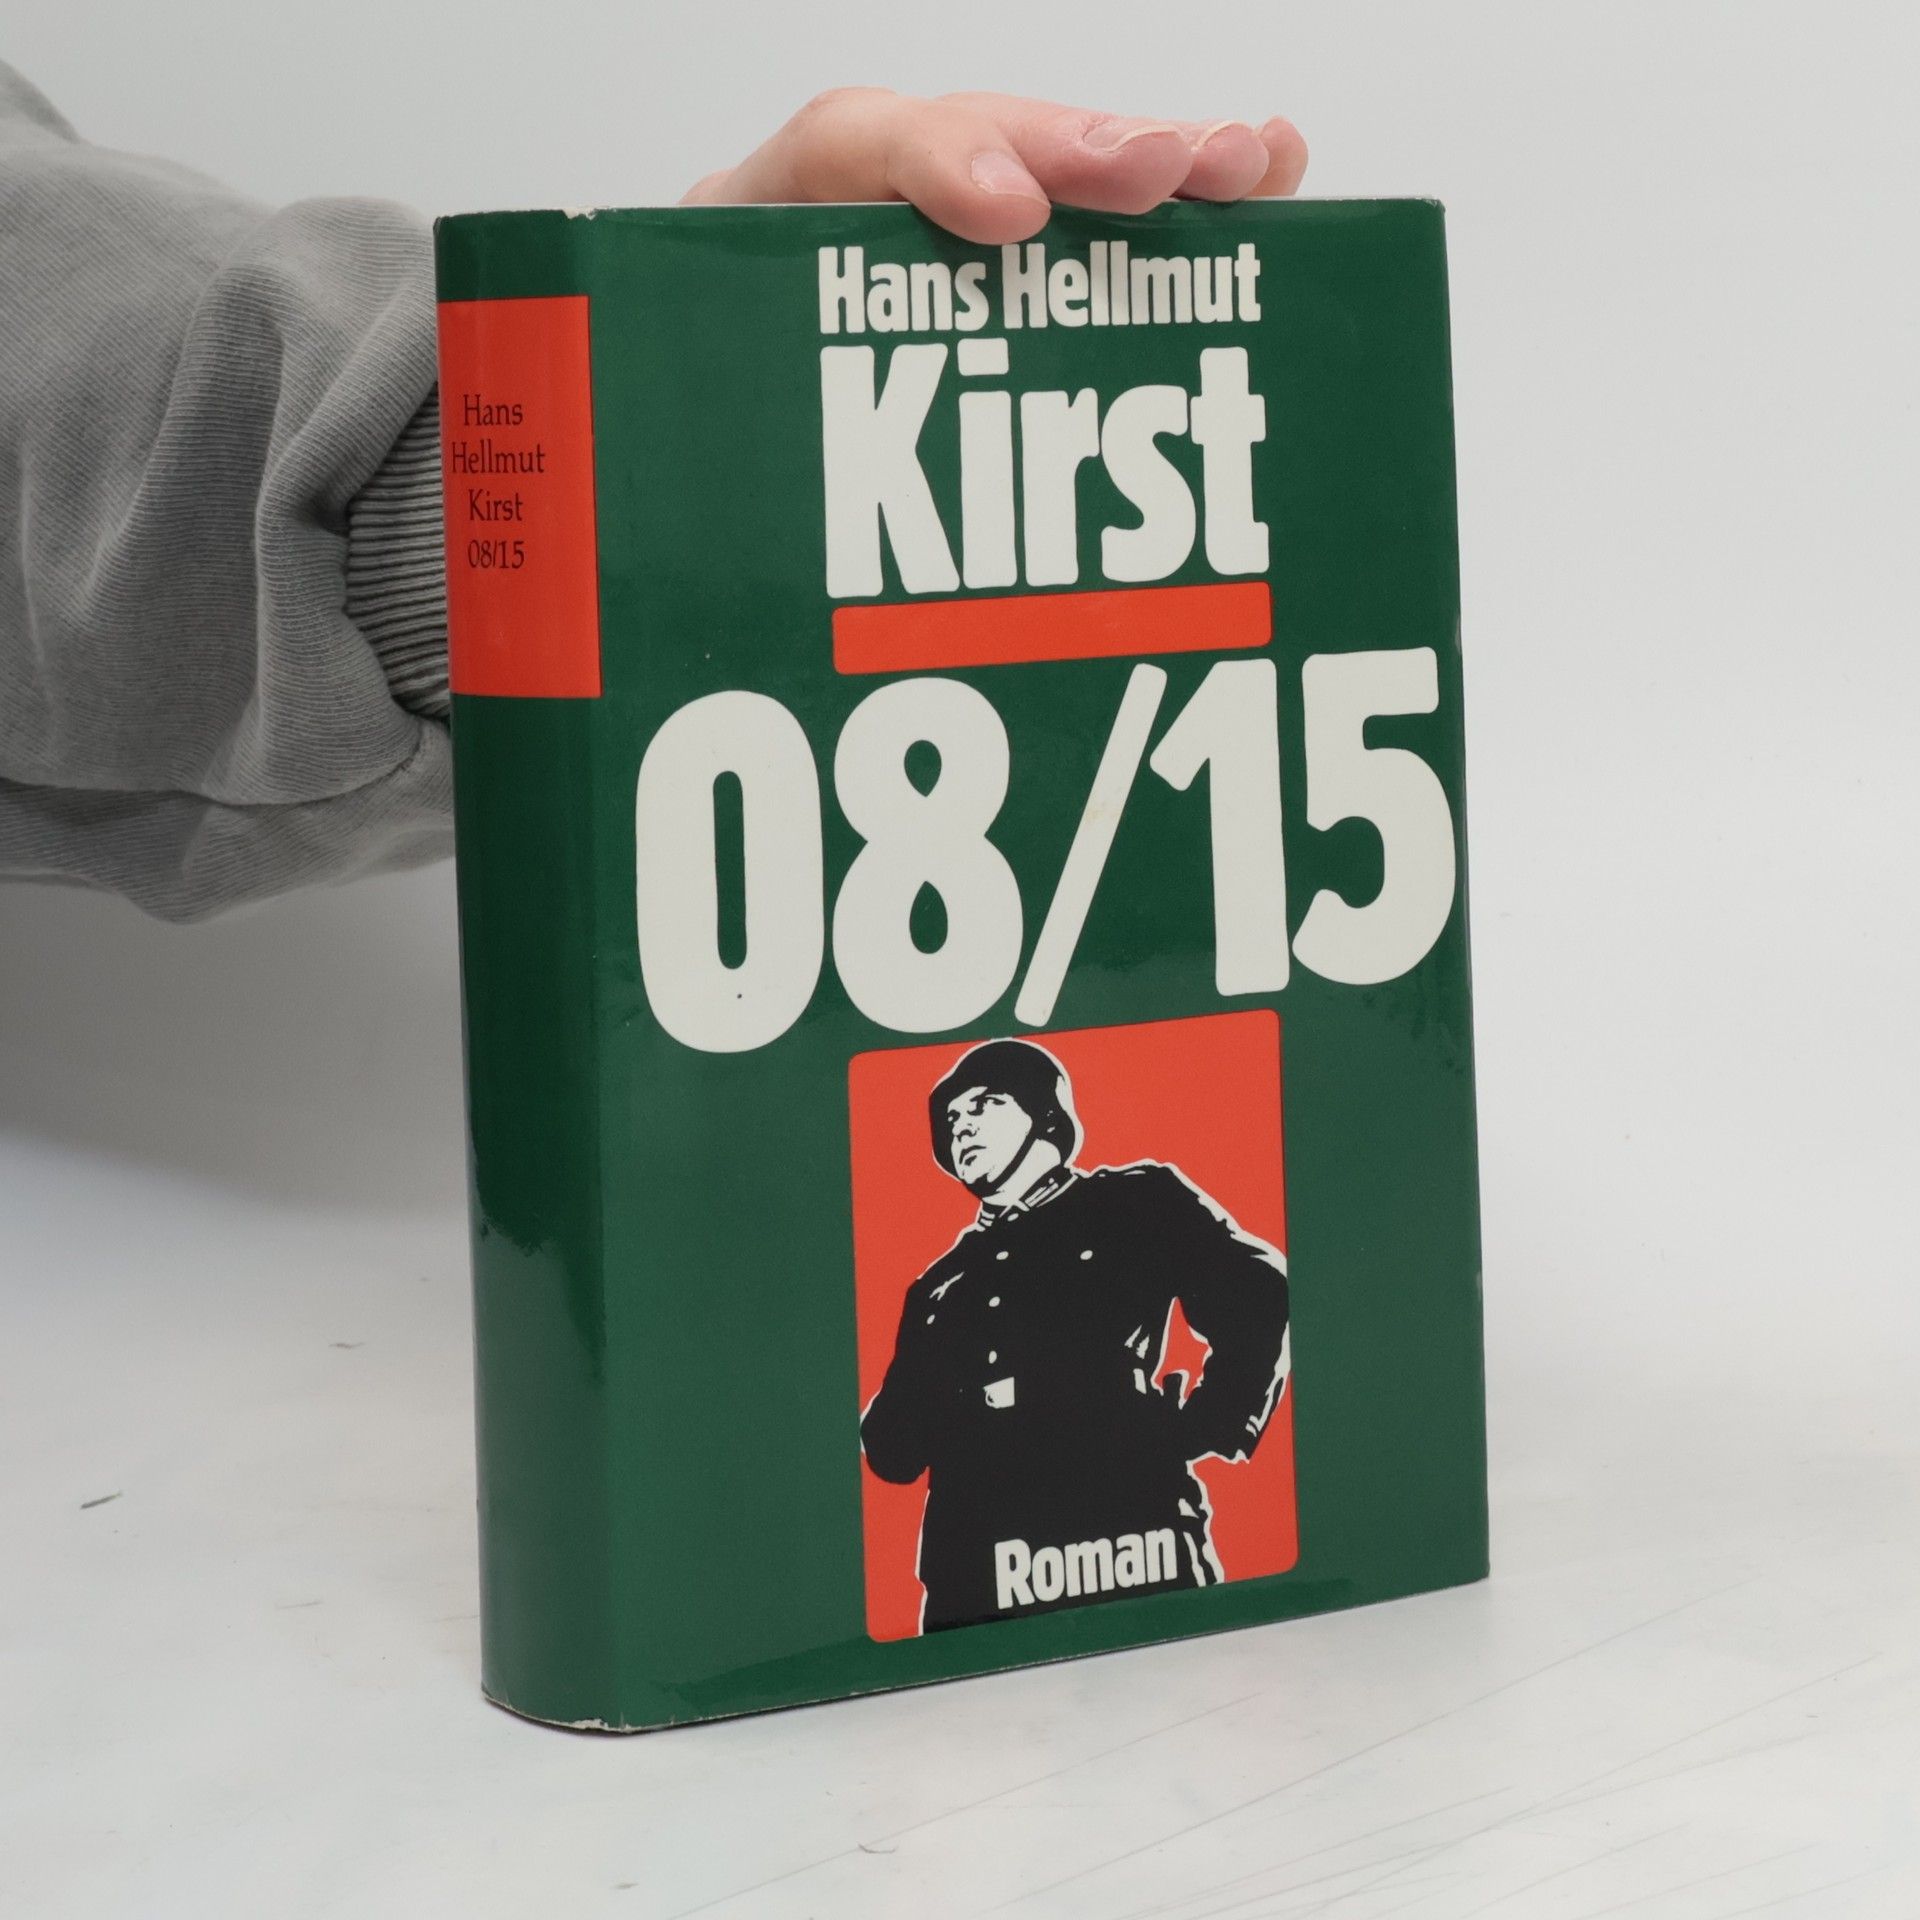 Hans
Hellmut
Kirst
08/15
Hans Hellmut
Kirst
08/15
Roman